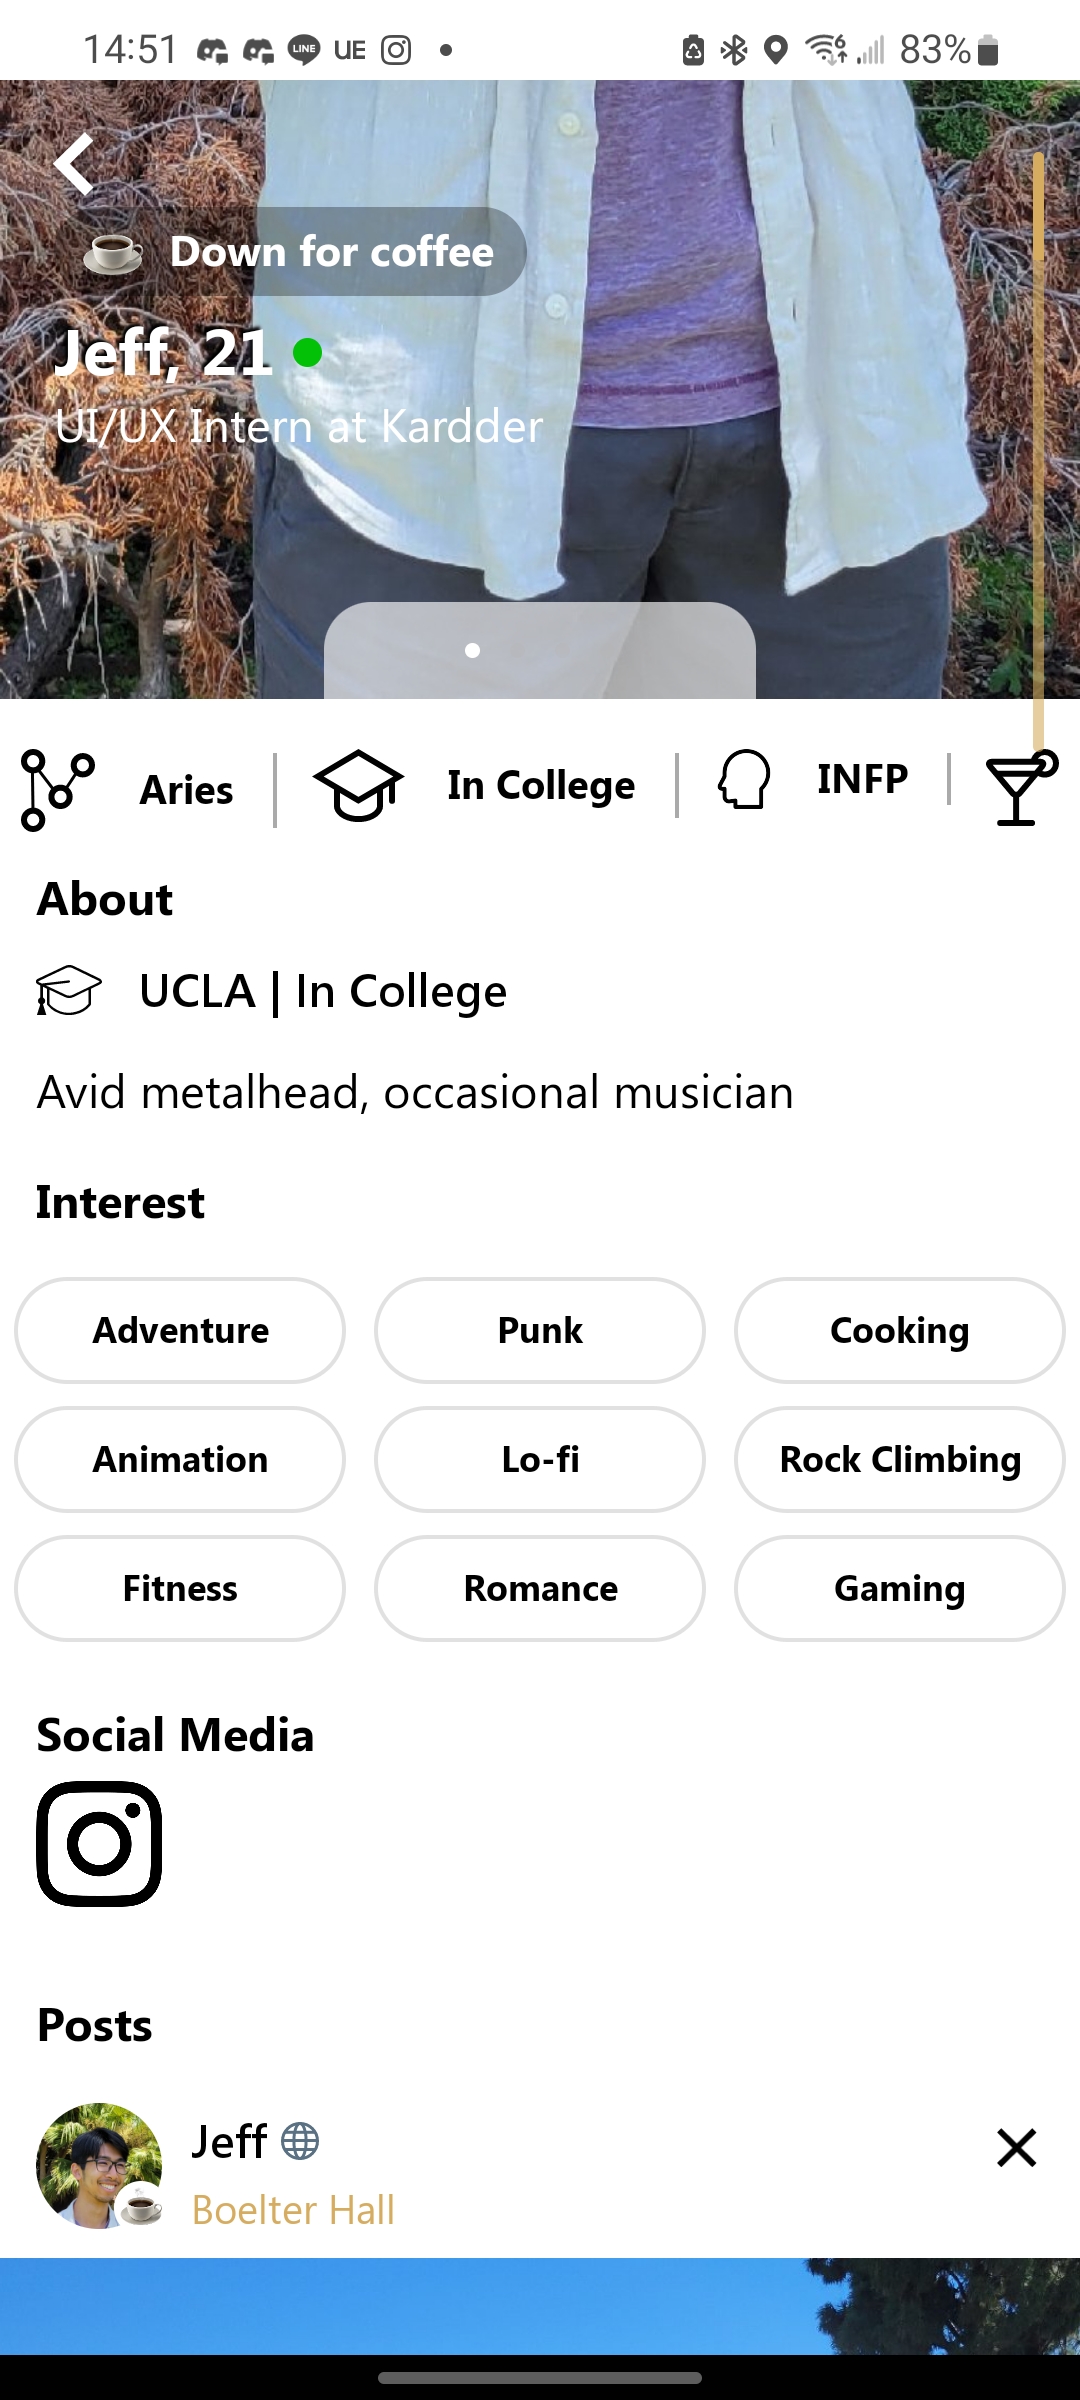 14:51 LINE UE 6 83%
Down for coffee
Jeff, 21
UI/UX Intern at Kardder
Aries In College INFP
About
UCLA | In College
Avid metalhead, occasional musician
Interest
Adventure Punk Cooking
Animation Lo-fi Rock Climbing
Fitness Romance Gaming
Social Media
Posts
Jeff
Boelter Hall